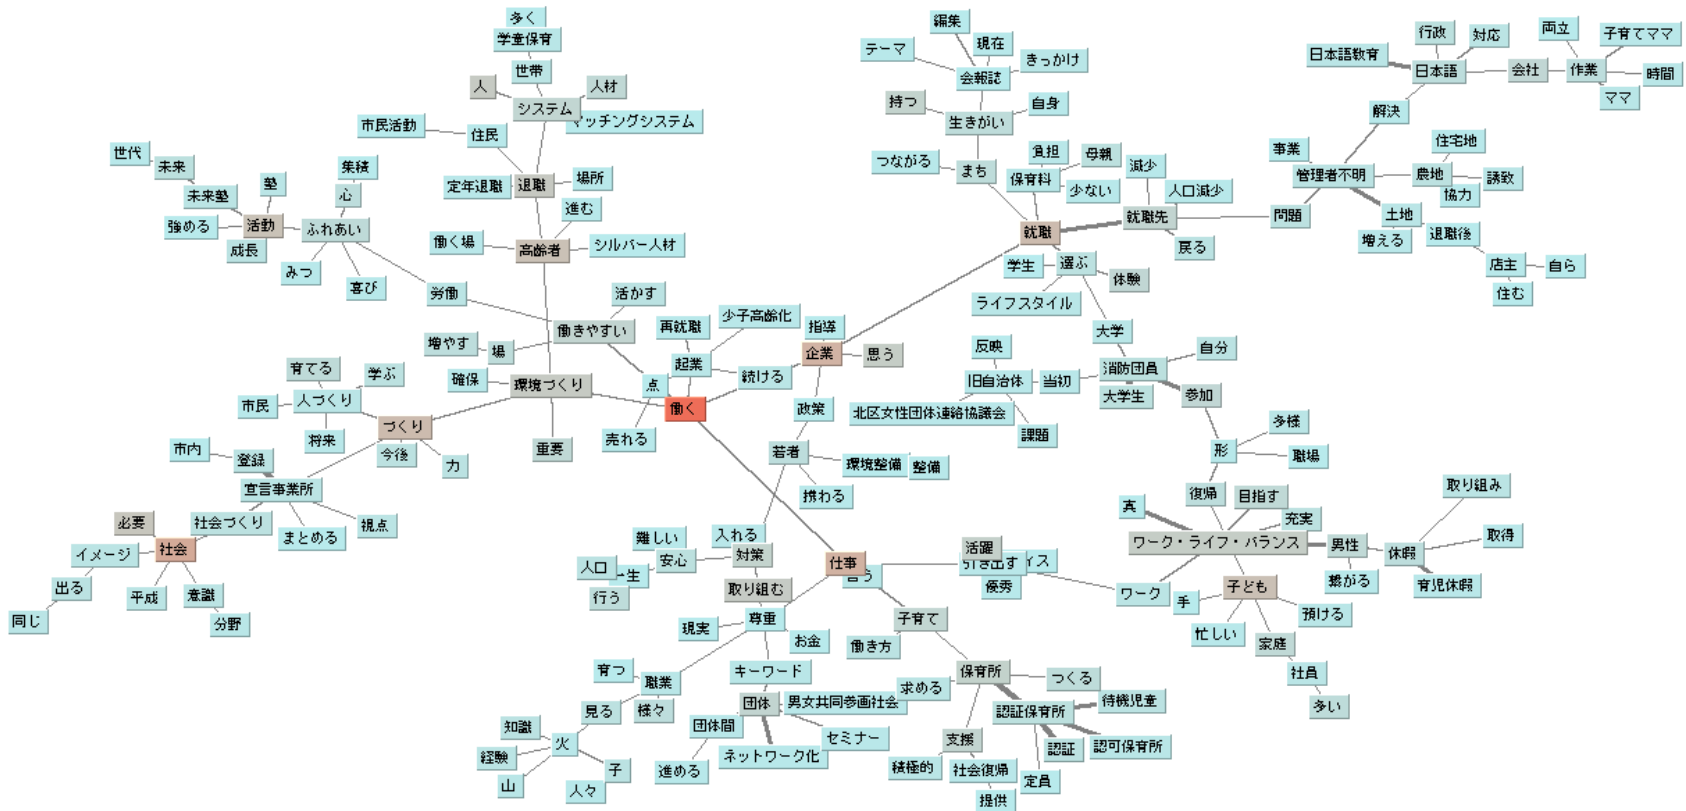 多く
学童保育
世帯
人
人材
システム
マッチングシステム
市民活動
住民
定年退職
退職
場所
進む
働く場
高齢者
シルバー人材
世代
未来
未来塾
塾
集積
心
強める
活動
成長
ふれあい
みつ
喜び
労働
活かす
働きやすい
増やす
場
再就職
少子高齢化
起業
続ける
点
働く
売れる
確保
環境づくり
重要
育てる
学ぶ
市民
人づくり
将来
づくり
今後
力
市内
登録
宣言事業所
まとめる
視点
必要
社会づくり
イメージ
社会
出る
同じ
平成
意識
分野
編集
テーマ
現在
きっかけ
会報誌
持つ
自身
生きがい
つながる
まち
負担
母親
保育料
少ない
減少
人口減少
就職先
戻る
就職
学生
選ぶ
体験
ライフスタイル
大学
指導
企業
思う
政策
若者
環境整備
整備
携わる
入れる
反映
旧自治体
当初
消防団員
自分
大学生
参加
北区女性団体連絡協議会
課題
形
多様
職場
復帰
目指す
真
充実
ワーク・ライフ・バランス
男性
繋がる
休暇
取り組み
取得
育児休暇
子ども
手
忙しい
預ける
家庭
社員
多い
ワーク
日本語教育
行政
対応
日本語
会社
両立
子育てママ
作業
時間
ママ
解決
事業
管理者不明
住宅地
農地
誘致
協力
土地
増える
退職後
店主
自ら
住む
問題
難しい
対策
安心
人口
一生
行う
取り組む
仕事
活躍
引き出す
優秀
現実
尊重
お金
子育て
働き方
育つ
職業
様々
見る
知識
経験
火
山
子
人々
キーワード
団体
男女共同参画社会
団体間
進める
ネットワーク化
セミナー
求める
保育所
つくる
認証保育所
待機児童
認証
認可保育所
定員
支援
積極的
社会復帰
提供